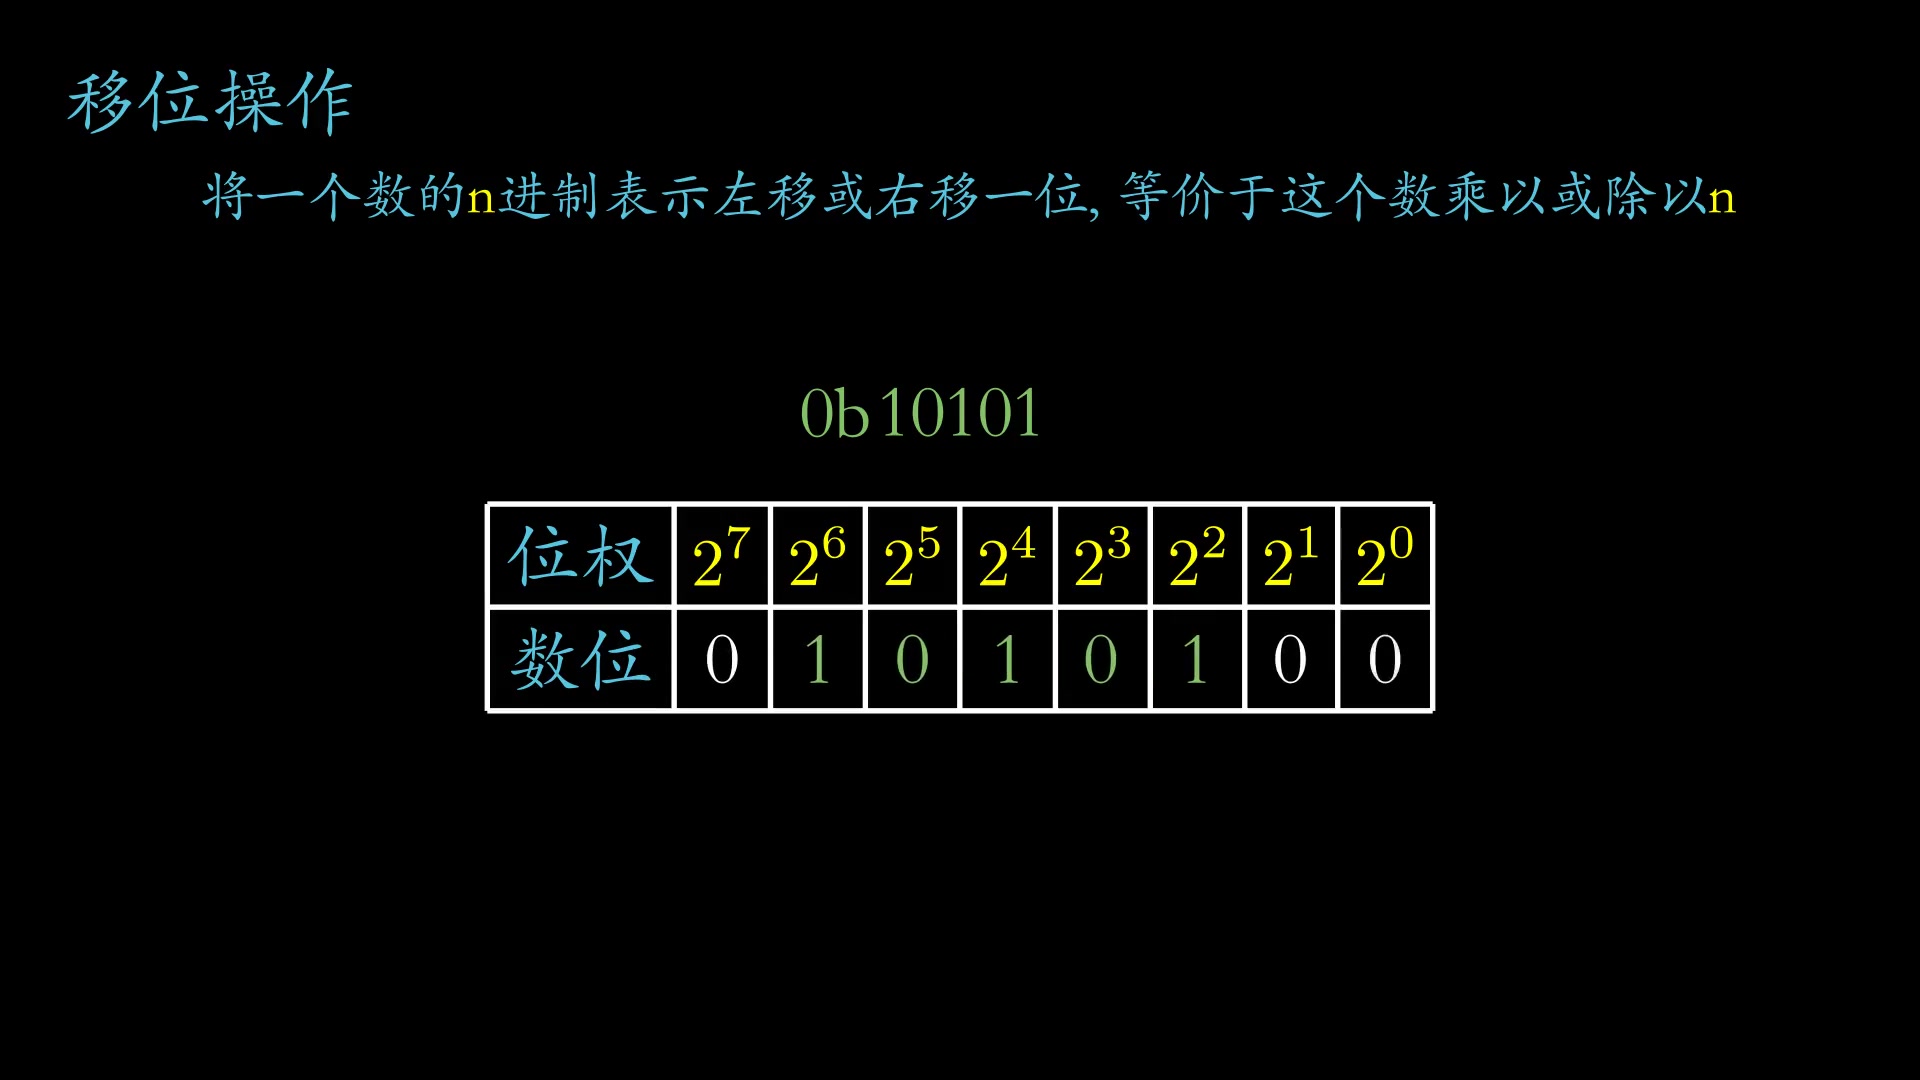 移位操作
将一个数的n进制表示左移或右移一位, 等价于这个数乘以或除以n
0b10101
位权 2^7 2^6 2^5 2^4 2^3 2^2 2^1 2^0
数位 0 1 0 1 0 1 0 0